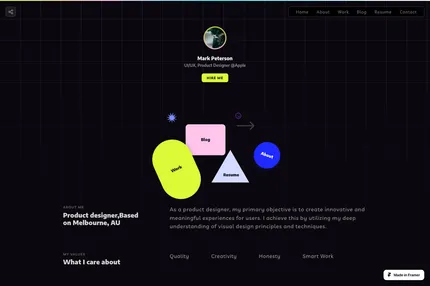 Home About Work Blog Resume Contact
Mark Peterson
UI/UX, Product Designer @Apple
HIRE ME
Blog
Work
About
Resume
ABOUT ME
Product designer,Based
on Melbourne, AU
As a product designer, my primary objective is to create innovative and
meaningful experiences for users. I achieve this by utilizing my deep
understanding of visual design principles and techniques.
MY VALUES
What I care about
Quality Creativity Honesty Smart Work
Made in Framer